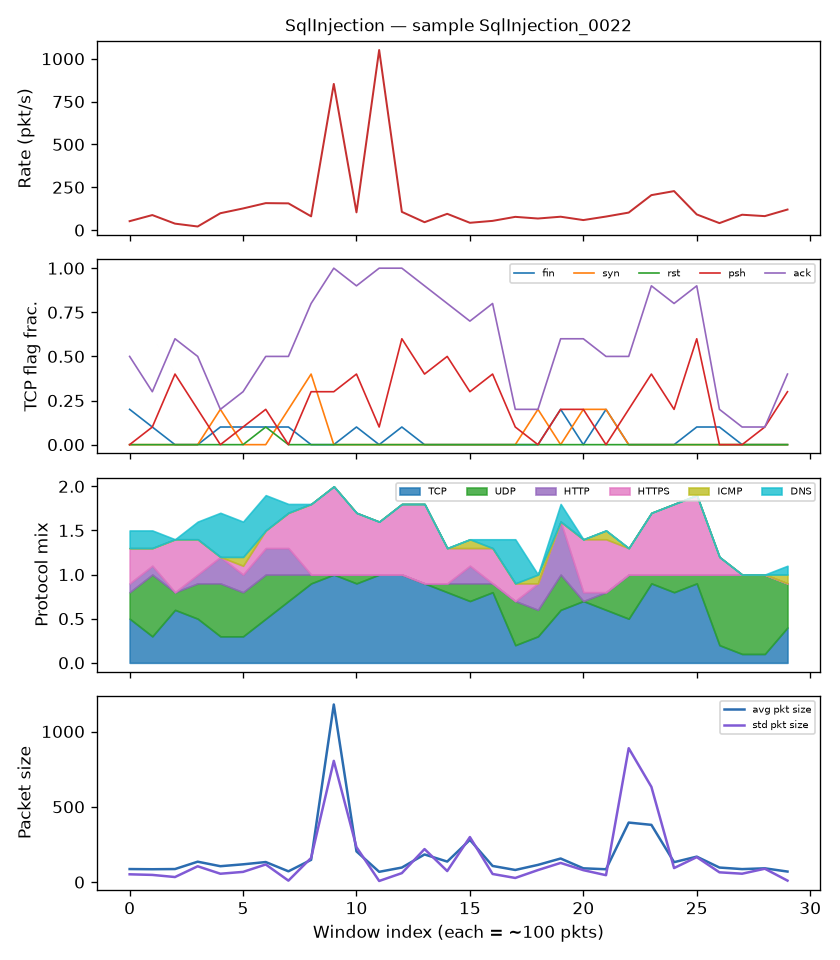 SqlInjection — sample SqlInjection_0022
Rate (pkt/s)
1000
750
500
250
0
TCP flag frac.
1.00
0.75
0.50
0.25
0.00
fin syn rst psh ack
Protocol mix
2.0
1.5
1.0
0.5
0.0
TCP UDP HTTP HTTPS ICMP DNS
Packet size
1000
500
0
avg pkt size
std pkt size
0 5 10 15 20 25 30
Window index (each = ~100 pkts)